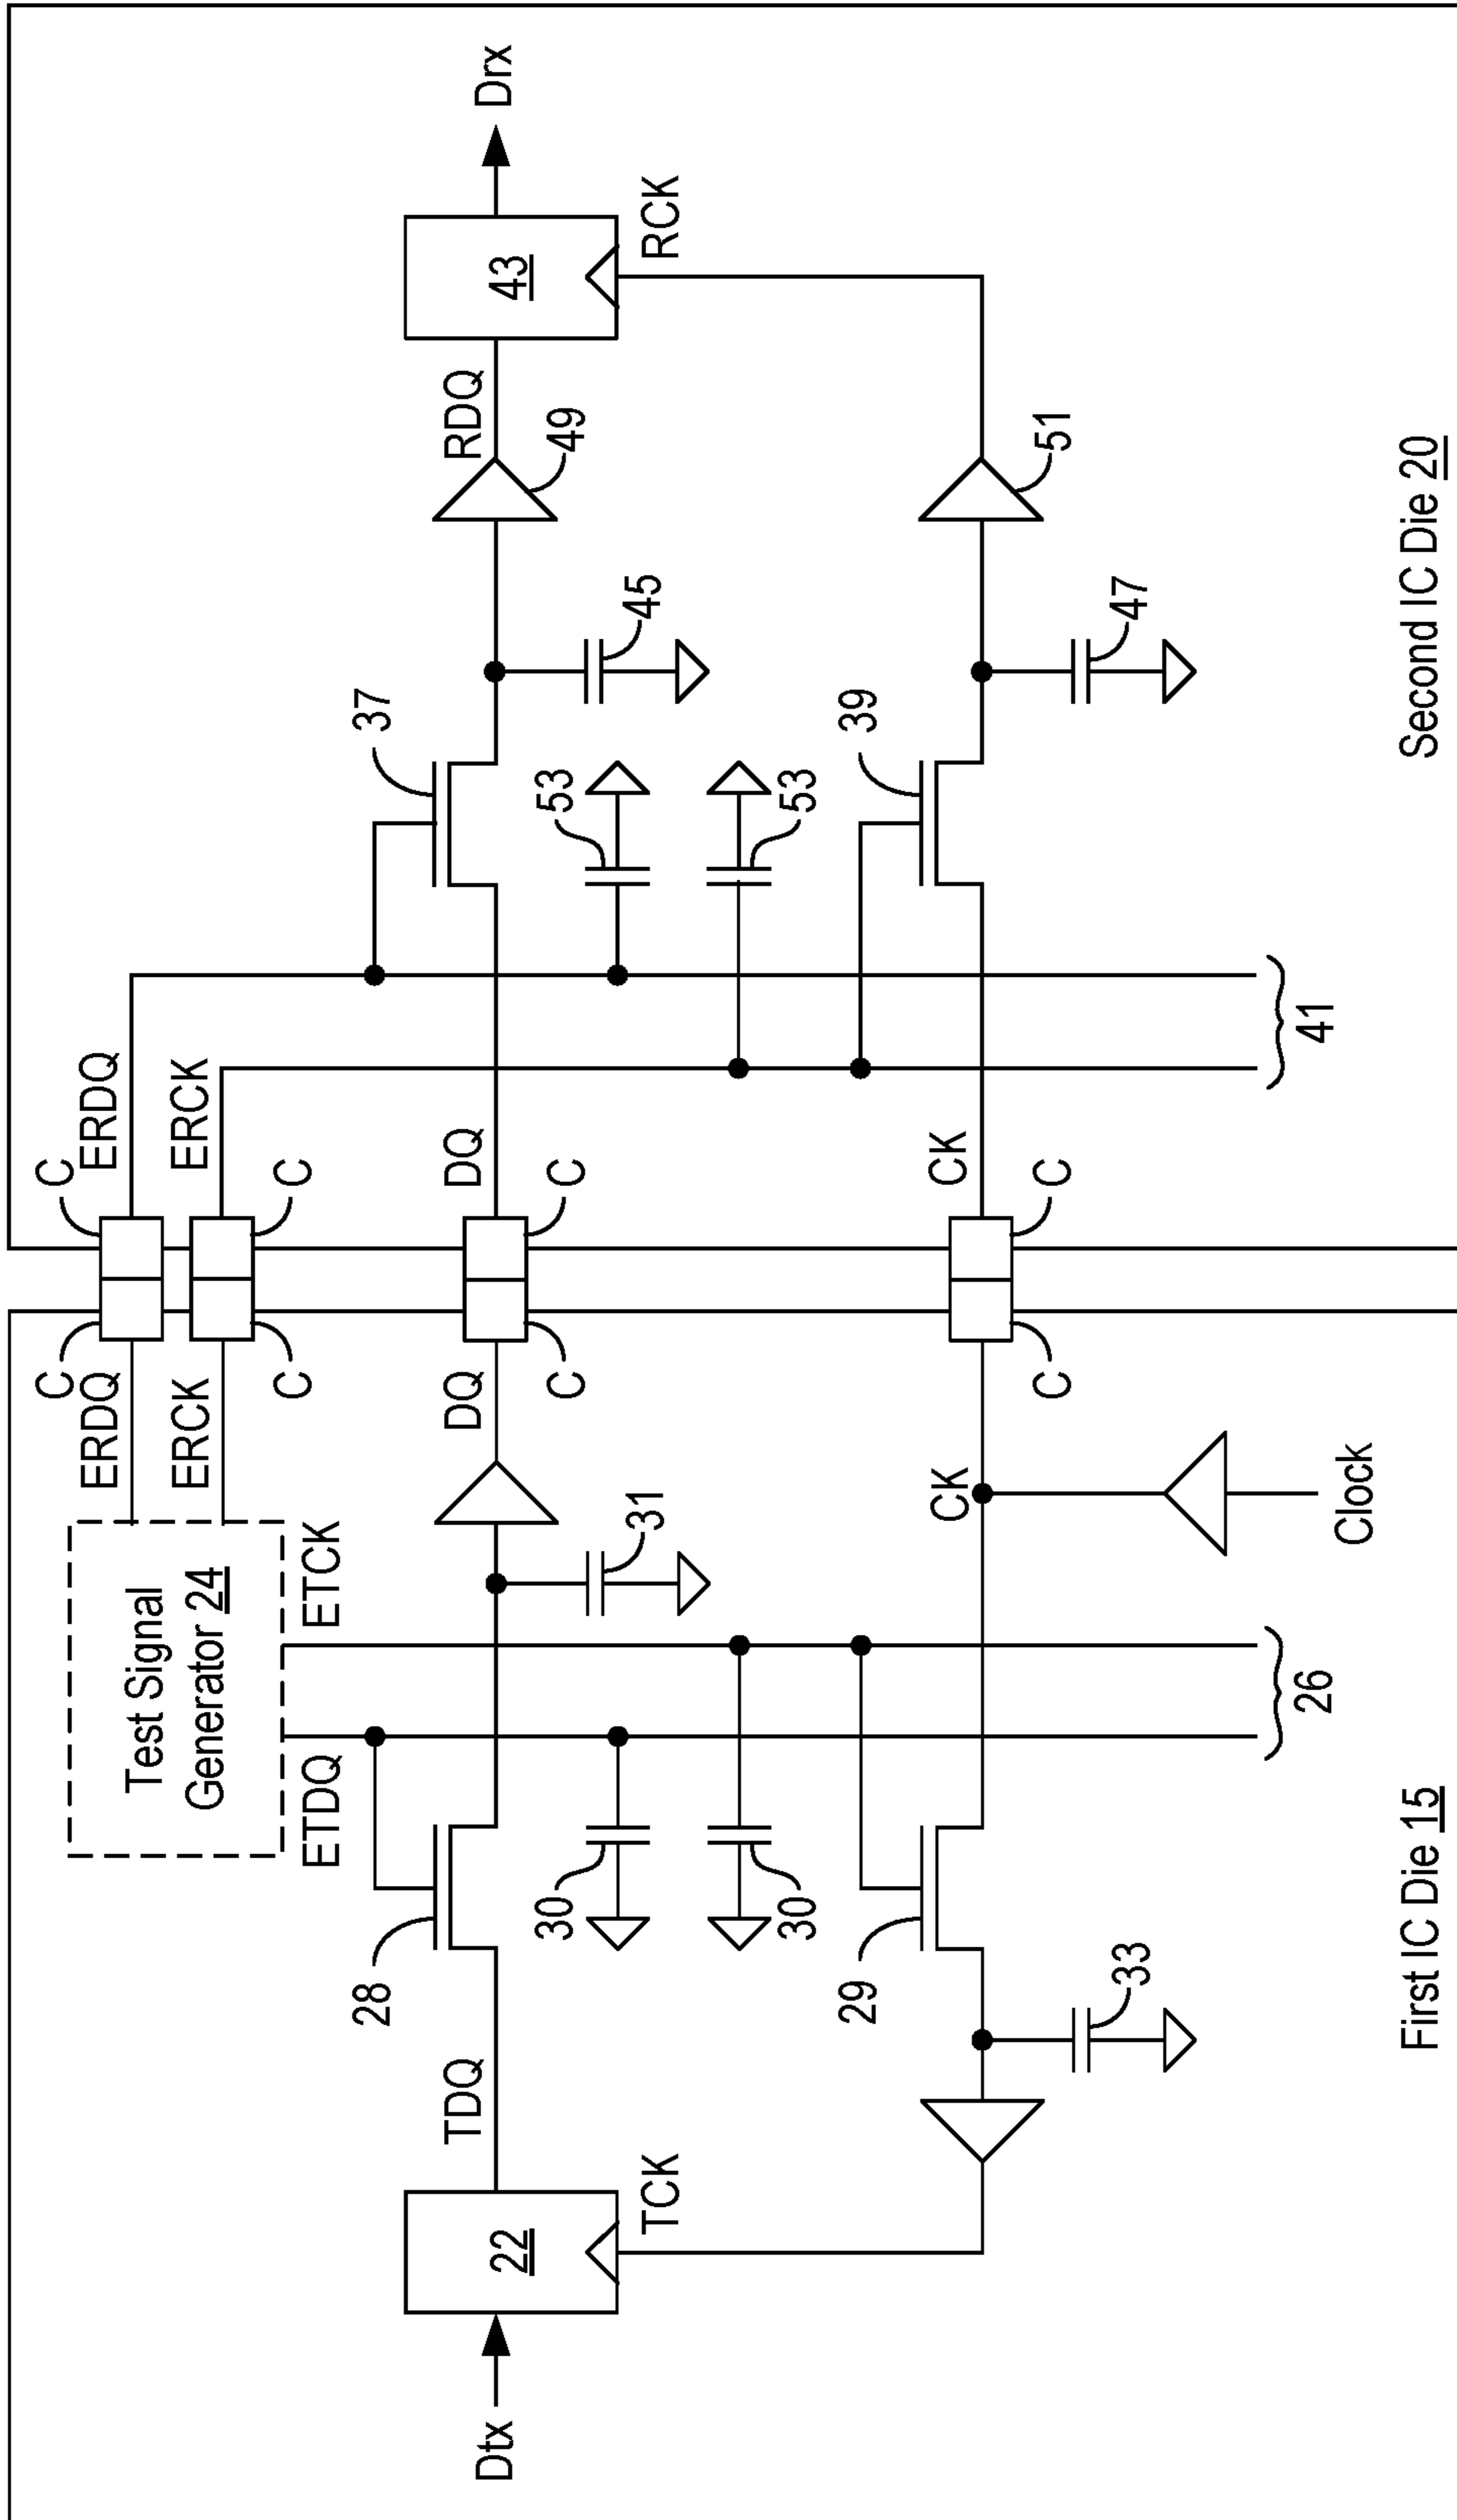 C
ERDQ
C
ERDQ
ERCK
C
ERCK
C
Test Signal
Generator 24
ETDQ
ETCK
Dtx
22
TDQ
TCK
28
30
30
31
DQ
C
DQ
C
37
53
53
45
49
RDQ
43
RCK
Drx
29
33
CK
Clock
C
CK
C
39
47
51
26
41
First IC Die 15
Second IC Die 20